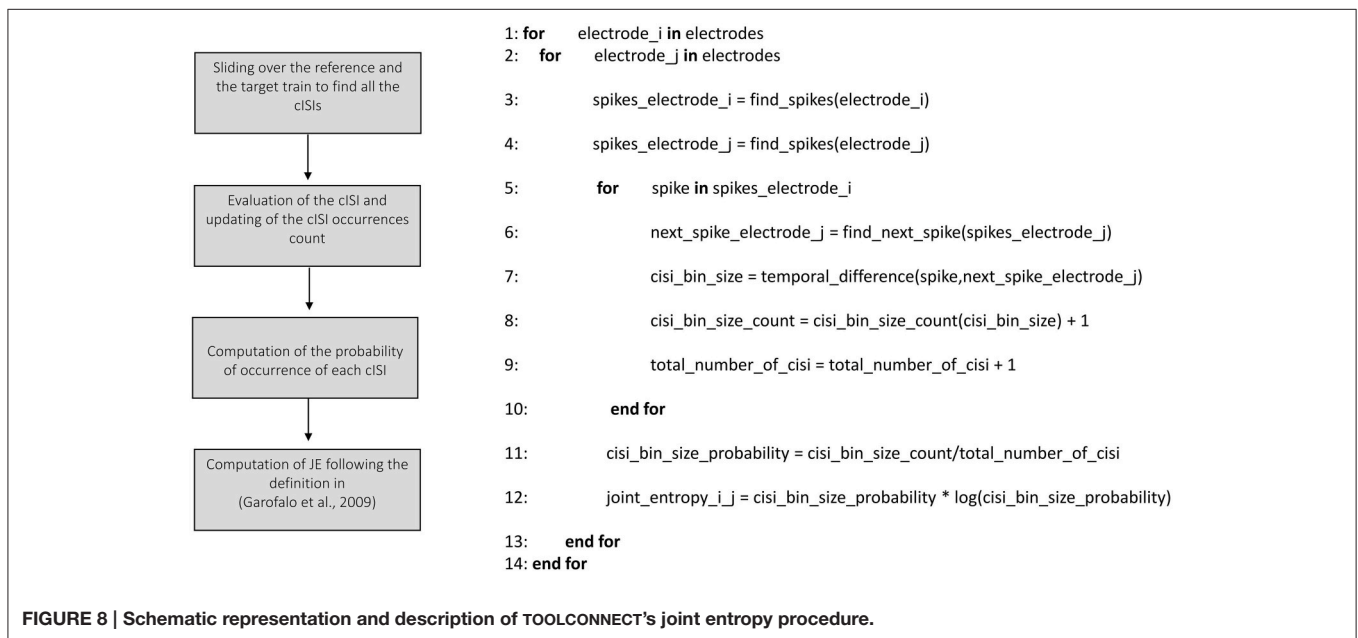 Sliding over the reference and
the target train to find all the
cISIs
Evaluation of the cISI and
updating of the cISI occurrences
count
Computation of the probability
of occurrence of each cISI
Computation of JE following the
definition in
(Garofalo et al., 2009)
1: for electrode_i in electrodes
2: for electrode_j in electrodes
3: spikes_electrode_i = find_spikes(electrode_i)
4: spikes_electrode_j = find_spikes(electrode_j)
5: for spike in spikes_electrode_i
6: next_spike_electrode_j = find_next_spike(spikes_electrode_j)
7: cisi_bin_size = temporal_difference(spike,next_spike_electrode_j)
8: cisi_bin_size_count = cisi_bin_size_count(cisi_bin_size) + 1
9: total_number_of_cisi = total_number_of_cisi + 1
10: end for
11: cisi_bin_size_probability = cisi_bin_size_count/total_number_of_cisi
12: joint_entropy_i_j = cisi_bin_size_probability * log(cisi_bin_size_probability)
13: end for
14: end for
FIGURE 8 | Schematic representation and description of TOOLCONNECT's joint entropy procedure.